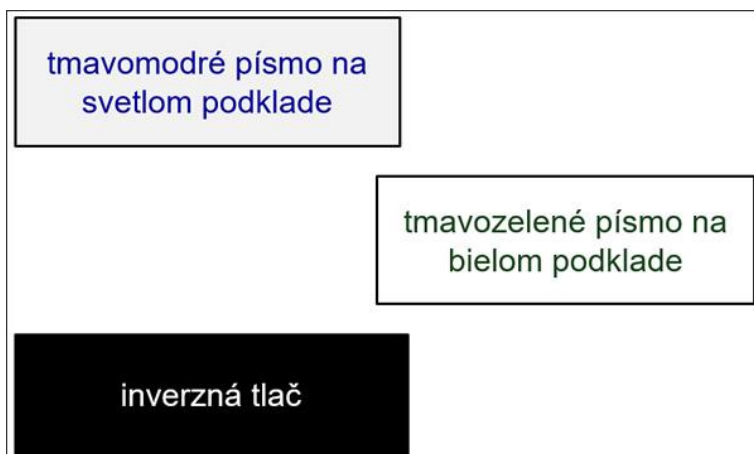 tmavomodré písmo na
svetlom podklade
tmavozelené písmo na
bielom podklade
inverzná tlač